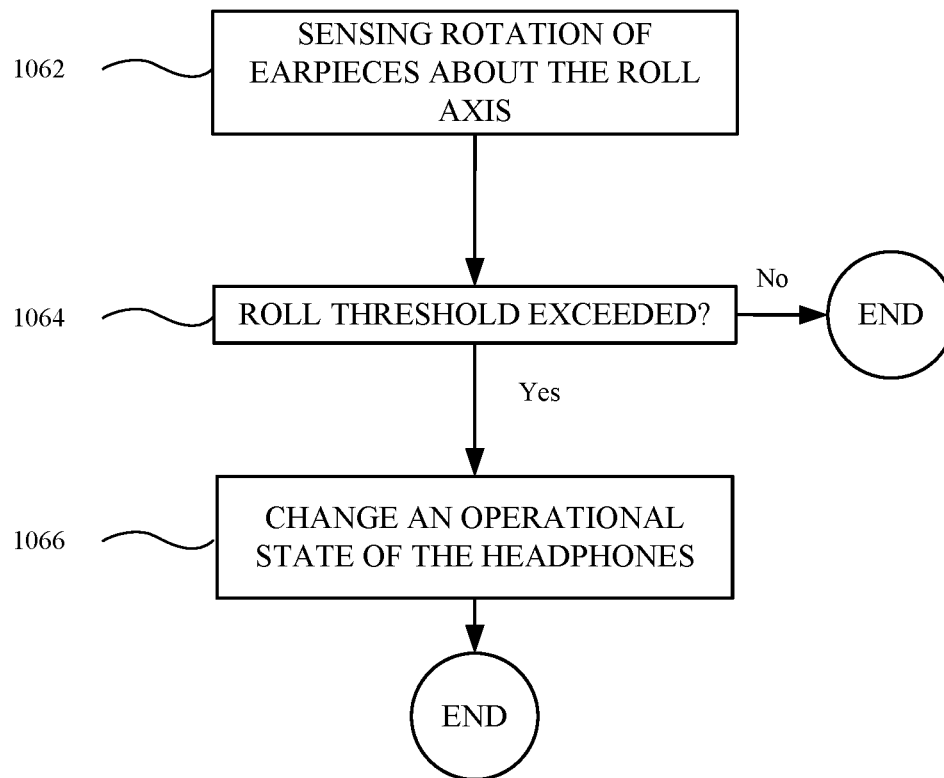 SENSING ROTATION OF
EARPIECES ABOUT THE ROLL
AXIS
1062
ROLL THRESHOLD EXCEEDED?
1064
No
END
Yes
CHANGE AN OPERATIONAL
STATE OF THE HEADPHONES
1066
END